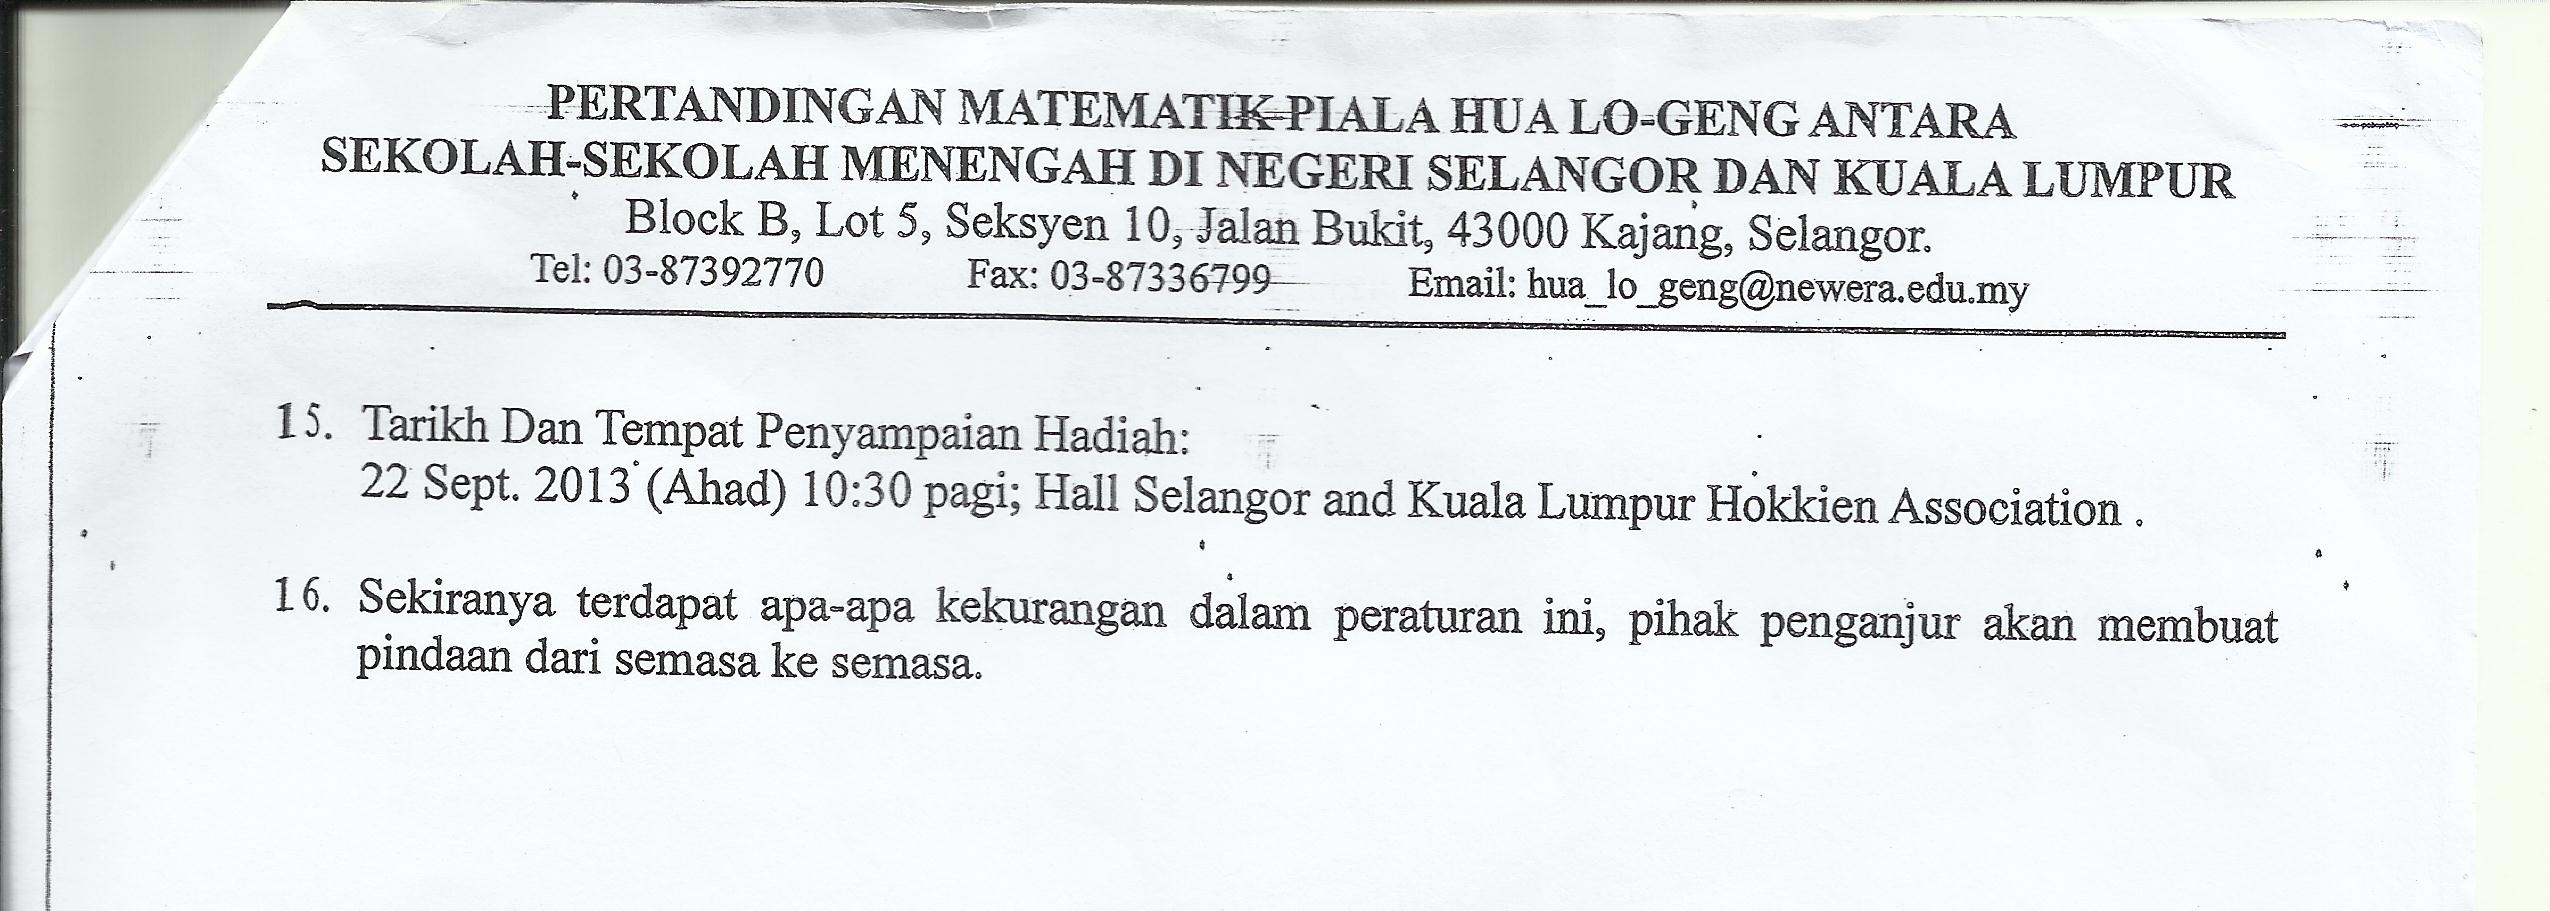 PERTANDINGAN MATEMATIK PIALA HUA LO-GENG ANTARA
SEKOLAH-SEKOLAH MENENGAH DI NEGERI SELANGOR DAN KUALA LUMPUR
Block B, Lot 5, Seksyen 10, Jalan Bukit, 43000 Kajang, Selangor.
Tel: 03-87392770 Fax: 03-87336799 Email: hua_lo_geng@newera.edu.my
15. Tarikh Dan Tempat Penyampaian Hadiah:
22 Sept. 2013 (Ahad) 10:30 pagi; Hall Selangor and Kuala Lumpur Hokkien Association .
16. Sekiranya terdapat apa-apa kekurangan dalam peraturan ini, pihak penganjur akan membuat
pindaan dari semasa ke semasa.